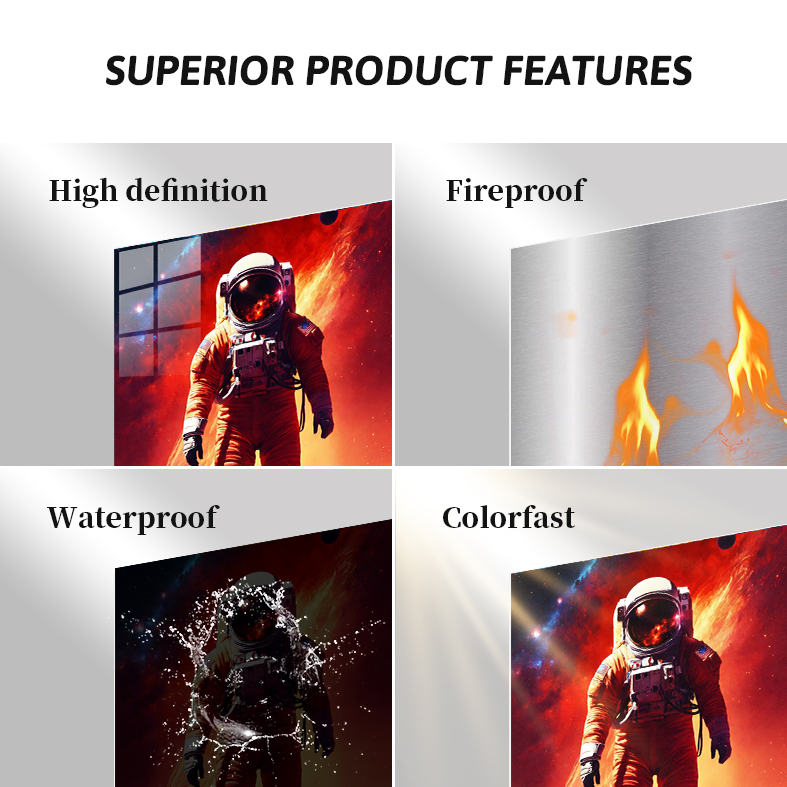 SUPERIOR PRODUCT FEATURES
High definition
Fireproof
Waterproof
Colorfast